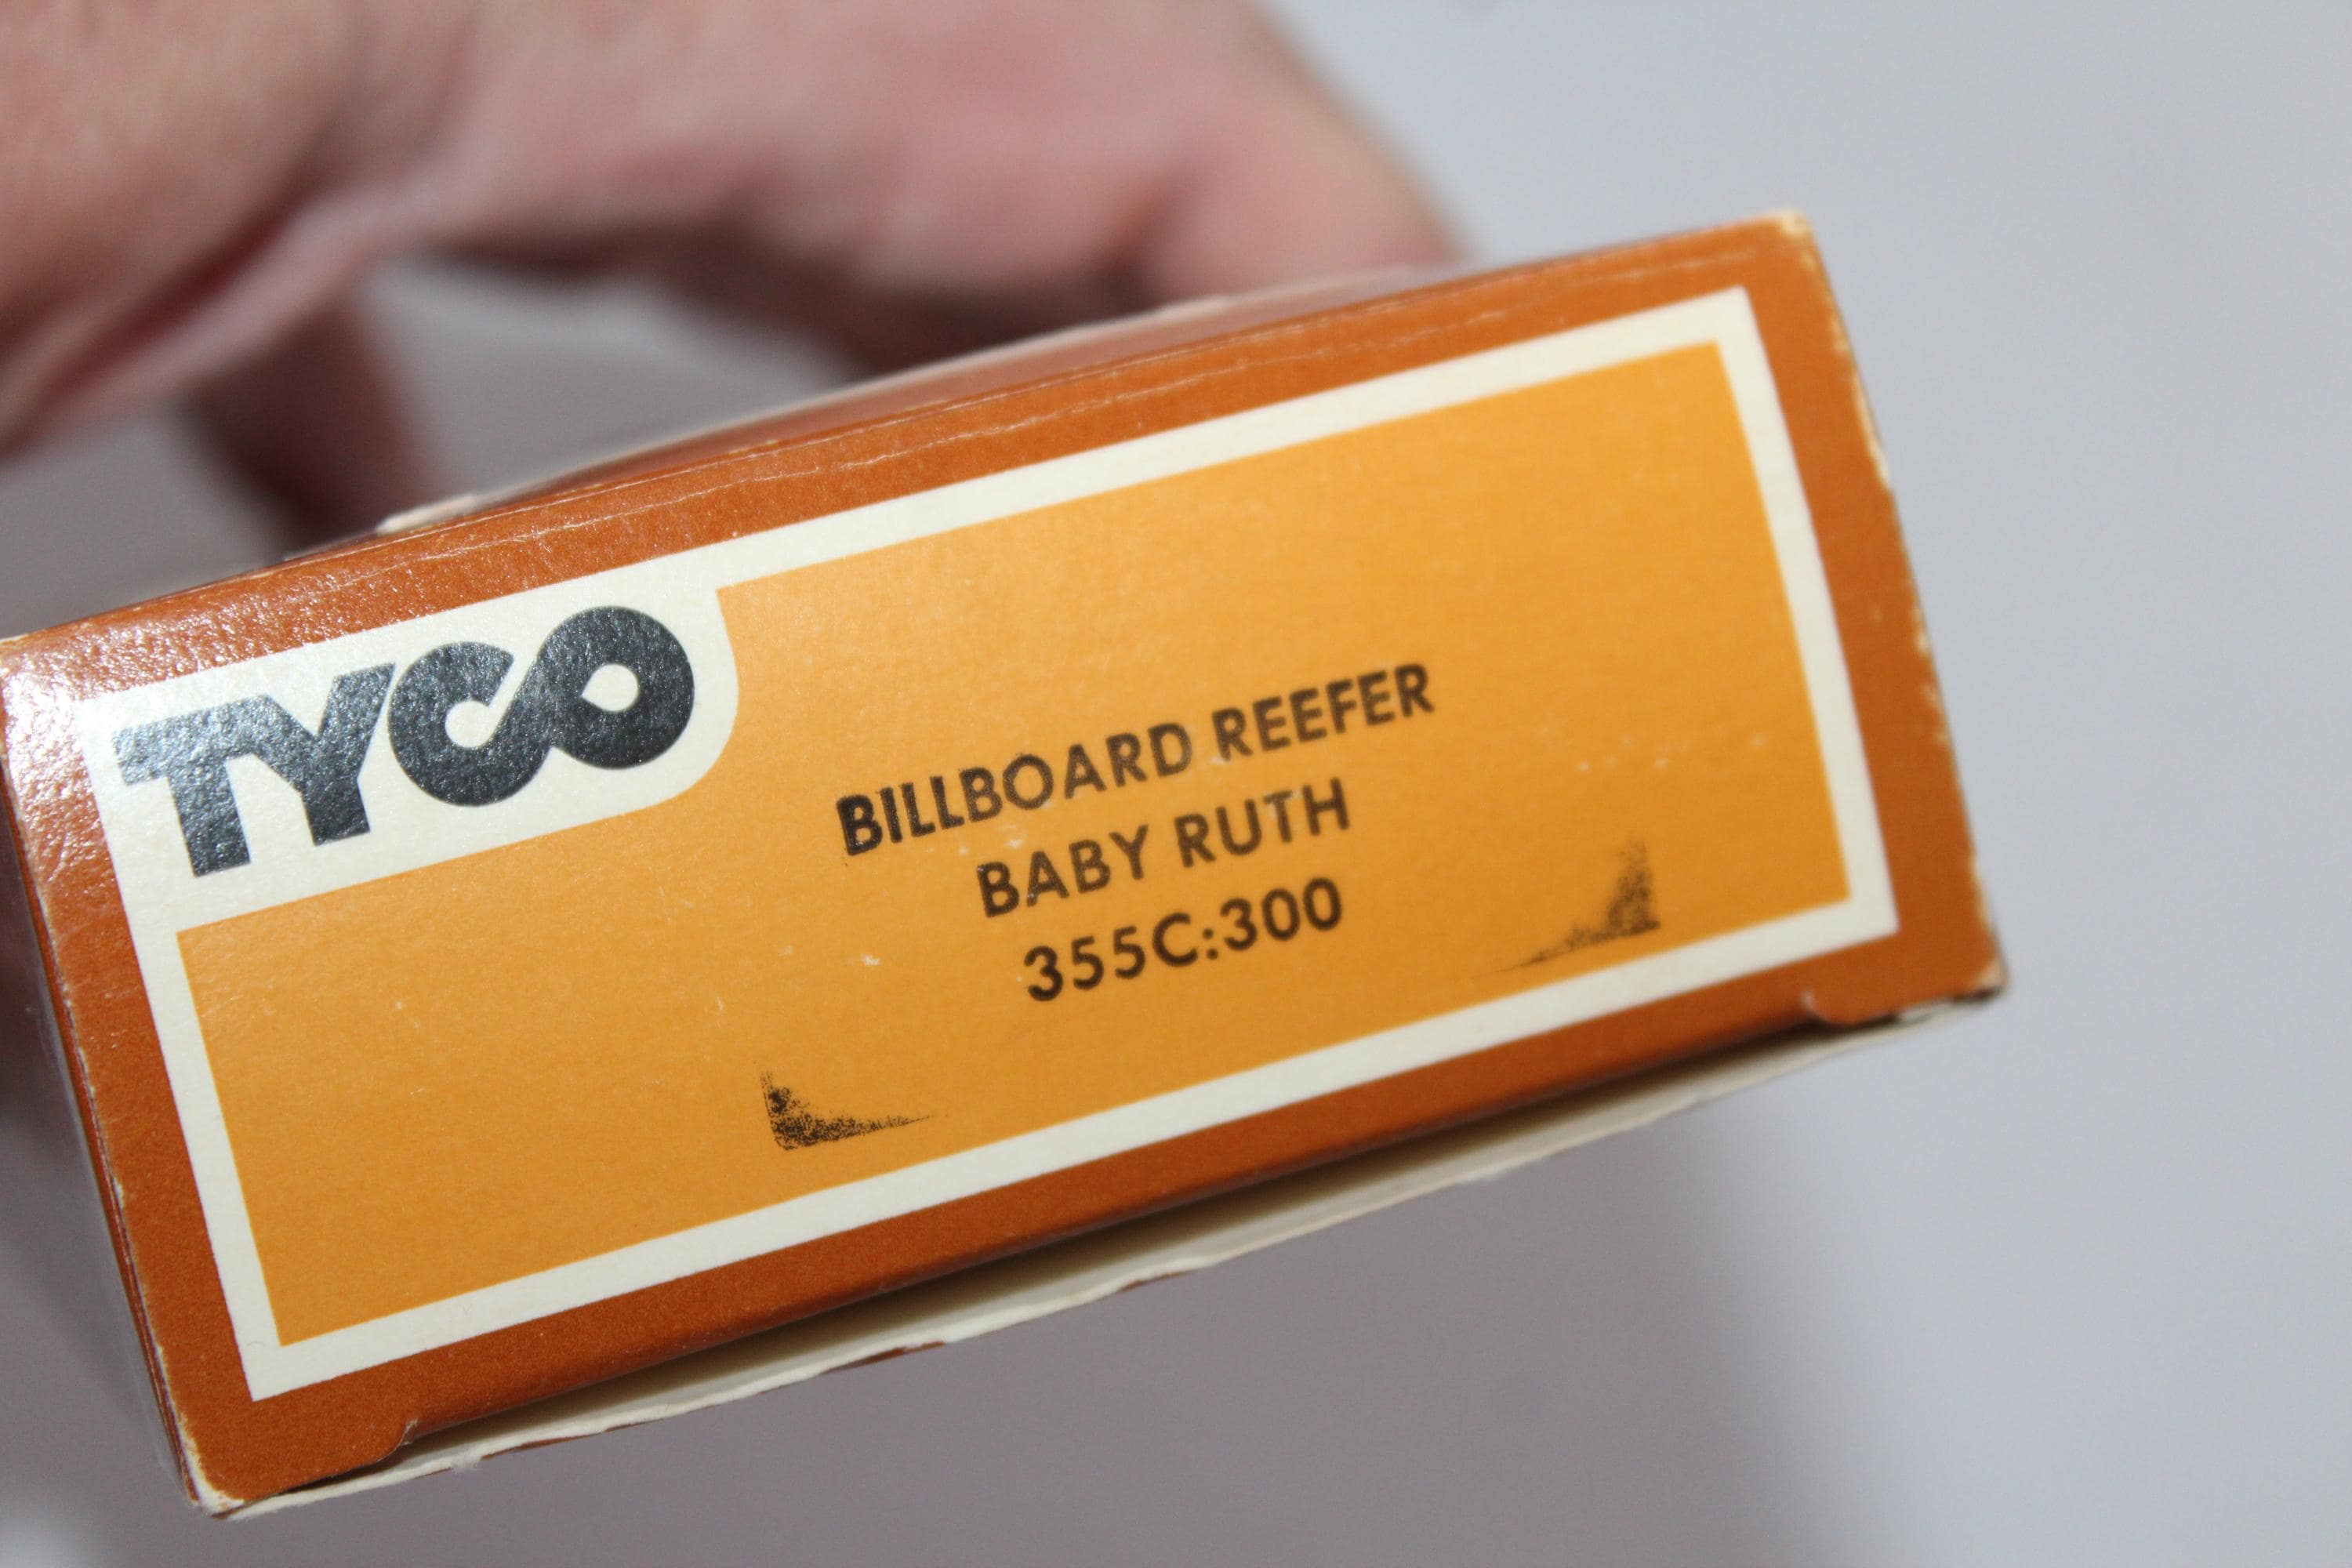 TYCO
BILLBOARD REEFER
BABY RUTH
355C:300